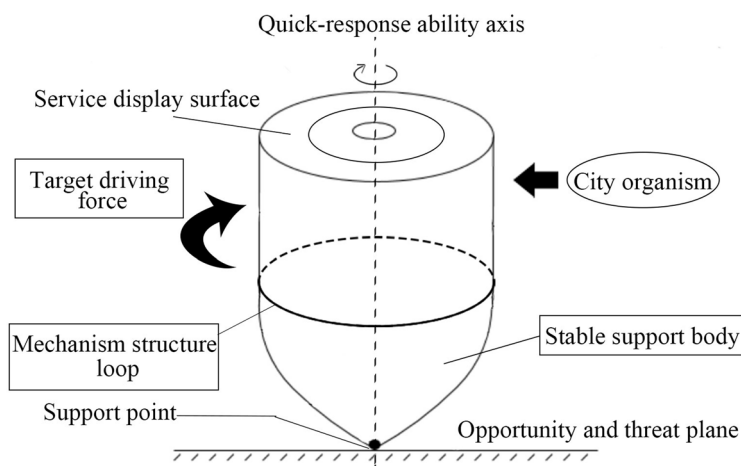 Quick-response ability axis
Service display surface
Target driving
force
City organism
Mechanism structure
loop
Stable support body
Support point
Opportunity and threat plane